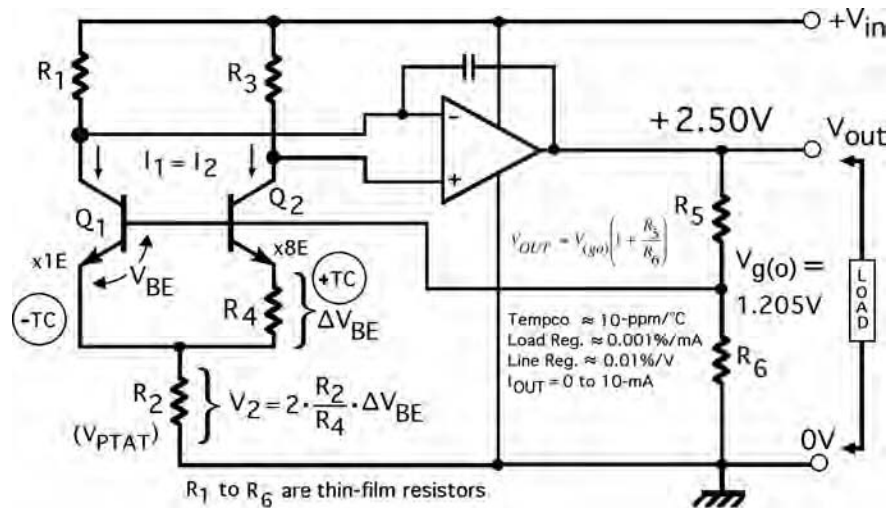 +Vin
R1
R3
-
+
+2.50V
Vout
I1 = I2
Q1
Q2
x1E
x8E
VBE
-TC
+TC
R4
ΔVBE
VOUT = V(go)(1 + R5/R6)
R5
Vg(o) =
1.205V
LOAD
Tempco ≈ 10-ppm/°C
Load Reg. ≈ 0.001%/mA
Line Reg. ≈ 0.01%/V
IOUT = 0 to 10-mA
R6
R2
(VPTAT)
V2 = 2 · R2/R4 · ΔVBE
0V
R1 to R6 are thin-film resistors